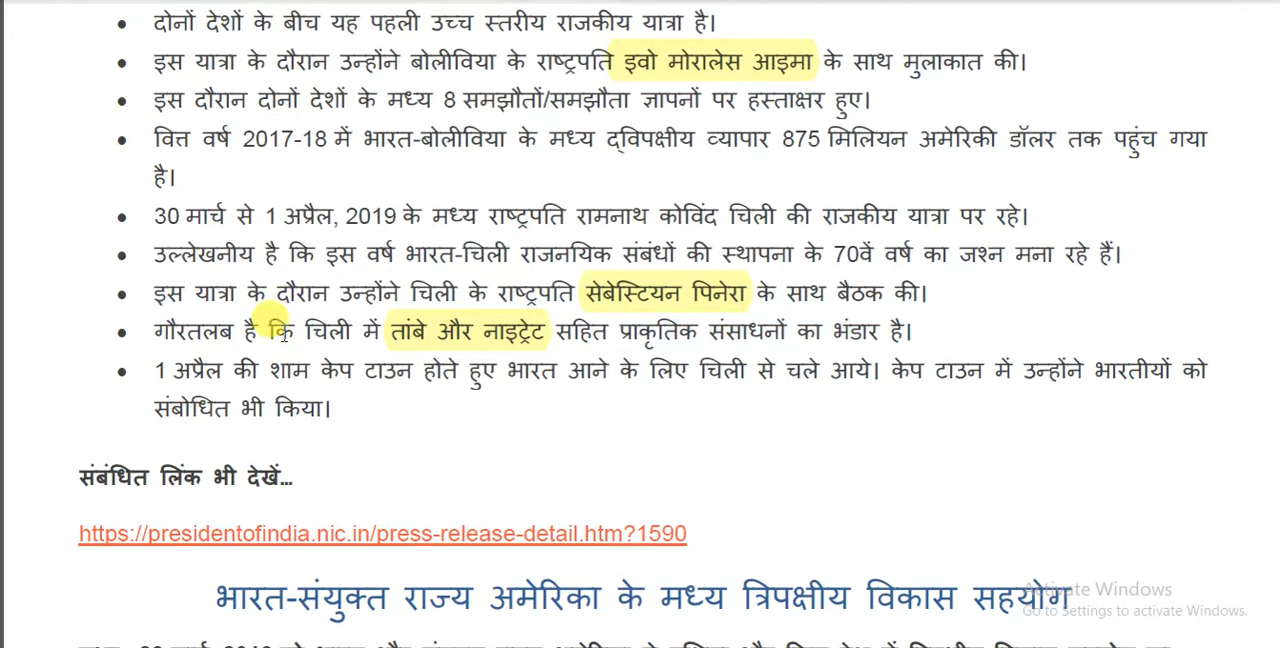 दोनों देशों के बीच यह पहली उच्च स्तरीय राजकीय यात्रा है।
इस यात्रा के दौरान उन्होंने बोलीविया के राष्ट्रपति इवो मोरालेस आइमा के साथ मुलाकात की।
इस दौरान दोनों देशों के मध्य 8 समझौतों/समझौता ज्ञापनों पर हस्ताक्षर हुए।
वित्त वर्ष 2017-18 में भारत-बोलीविया के मध्य द्विपक्षीय व्यापार 875 मिलियन अमेरिकी डॉलर तक पहुंच गया
है।
30 मार्च से 1 अप्रैल, 2019 के मध्य राष्ट्रपति रामनाथ कोविंद चिली की राजकीय यात्रा पर रहे।
उल्लेखनीय है कि इस वर्ष भारत-चिली राजनयिक संबंधों की स्थापना के 70वें वर्ष का जश्न मना रहे हैं।
इस यात्रा के दौरान उन्होंने चिली के राष्ट्रपति सेबेस्टियन पिनेरा के साथ बैठक की।
गौरतलब है कि चिली में तांबे और नाइट्रेट सहित प्राकृतिक संसाधनों का भंडार है।
1 अप्रैल की शाम केप टाउन होते हुए भारत आने के लिए चिली से चले आये। केप टाउन में उन्होंने भारतीयों को
संबोधित भी किया।
संबंधित लिंक भी देखें...
https://presidentofindia.nic.in/press-release-detail.htm?1590
भारत-संयुक्त राज्य अमेरिका के मध्य त्रिपक्षीय विकास सहयोग
Activate Windows
Go to Settings to activate Windows.